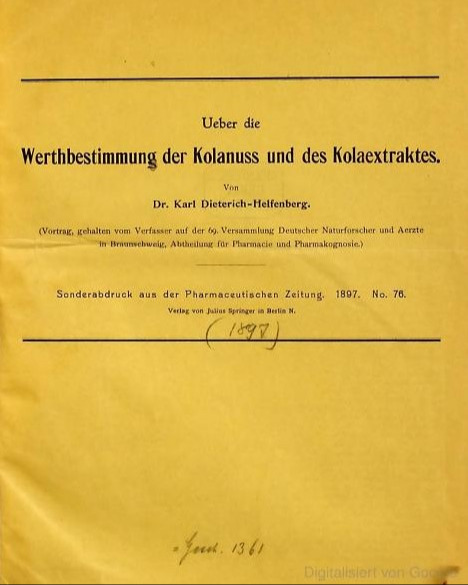 Ueber die
Werthbestimmung der Kolanuss und des Kolaextraktes.
Von
Dr. Karl Dieterich-Helfenberg.
(Vortrag, gehalten vom Verfasser auf der 69. Versammlung Deutscher Naturforscher und Aerzte
in Braunschweig, Abtheilung für Pharmacie und Pharmakognosie.)
Sonderabdruck aus der Pharmaceutischen Zeitung. 1897. No. 76.
Verlag von Julius Springer in Berlin N.
(1897)
1361
Digitalisiert von Goo